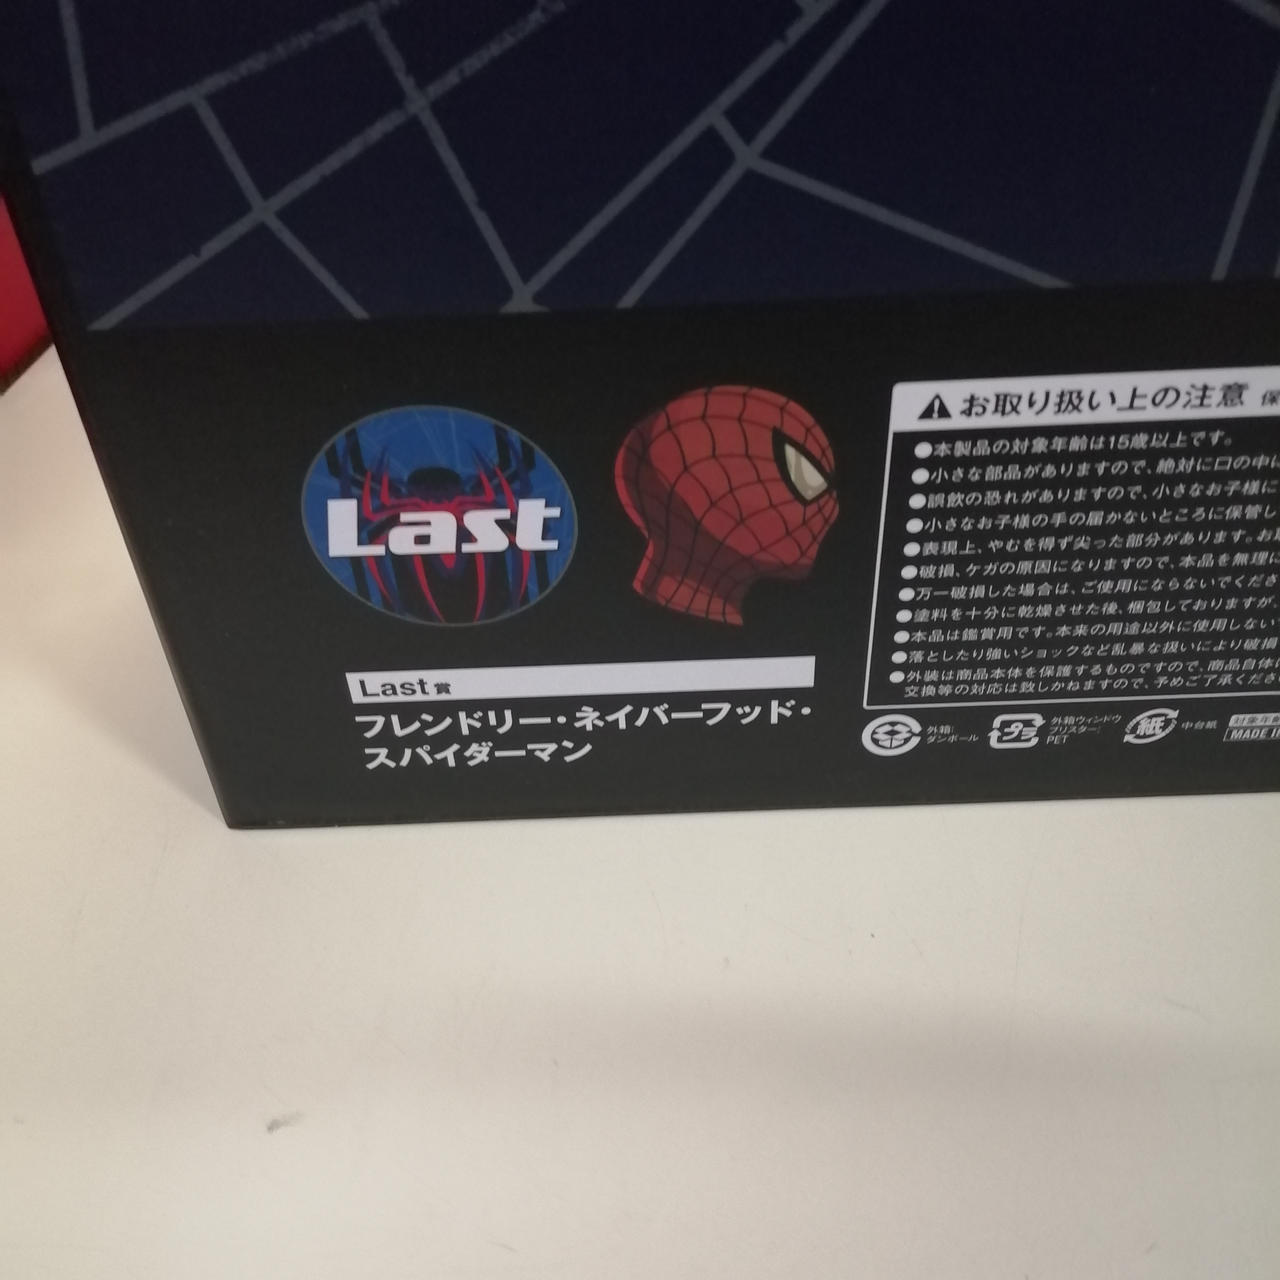 Last
Last賞
フレンドリー・ネイバーフッド・
スパイダーマン
お取り扱い上の注意 保
●本製品の対象年齢は15歳以上です。
●小さな部品がありますので、絶対に口の中に
●誤飲の恐れがありますので、小さなお子様に
●小さなお子様の手の届かないところに保管し
●表現上、やむを得ず尖った部分があります。お
●破損、ケガの原因になりますので、本品を無理に
●万一破損した場合は、ご使用にならないでくださ
●塗料を十分に乾燥させた後、梱包しておりますが、
●本品は鑑賞用です。本来の用途以外に使用しない
●落としたり強いショックなど乱暴な扱いにより破損
●外装は商品本体を保護するものですので、商品自体に
交換等の対応は致しかねますので、予めご了承くださ
外箱:
ダンボール
プラ
外箱ウィンドウ
ブリスター:
PET
紙
中台紙
対象年齢
MADE I